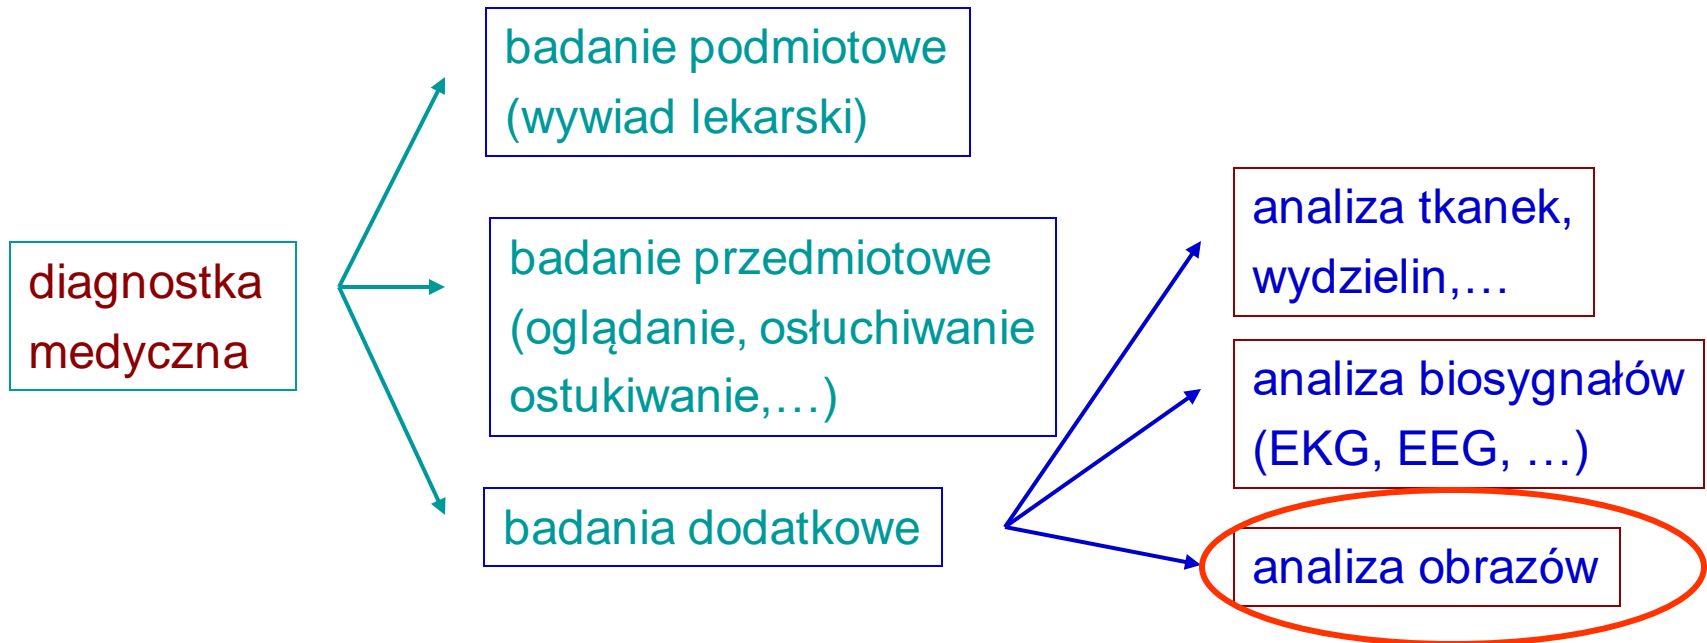 diagnostka
medyczna
badanie podmiotowe
(wywiad lekarski)
badanie przedmiotowe
(oglądanie, osłuchiwanie
ostukiwanie,…)
badania dodatkowe
analiza tkanek,
wydzielin,…
analiza biosygnałów
(EKG, EEG, …)
analiza obrazów